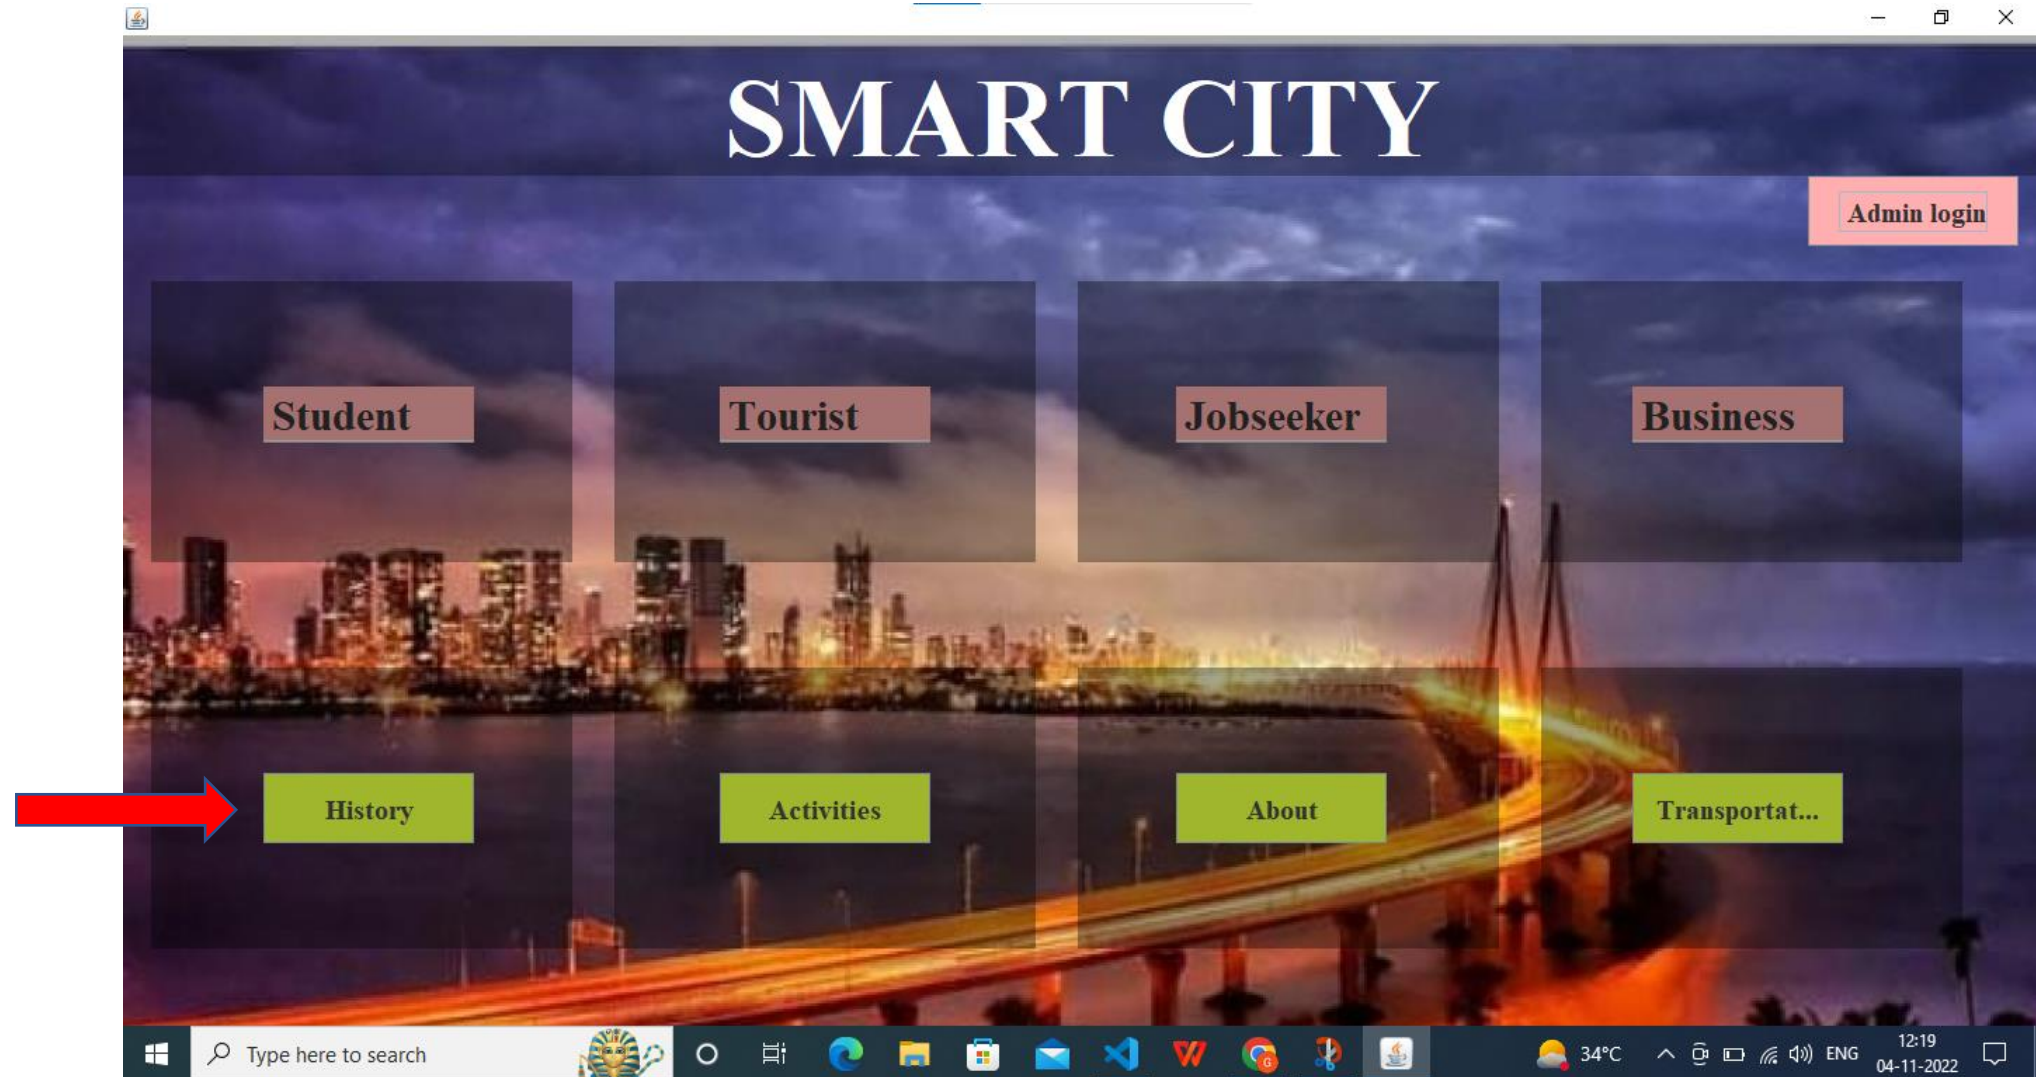 SMART CITY
Admin login
Student
Tourist
Jobseeker
Business
History
Activities
About
Transportat...
Type here to search
34°C
ENG
12:19
04-11-2022